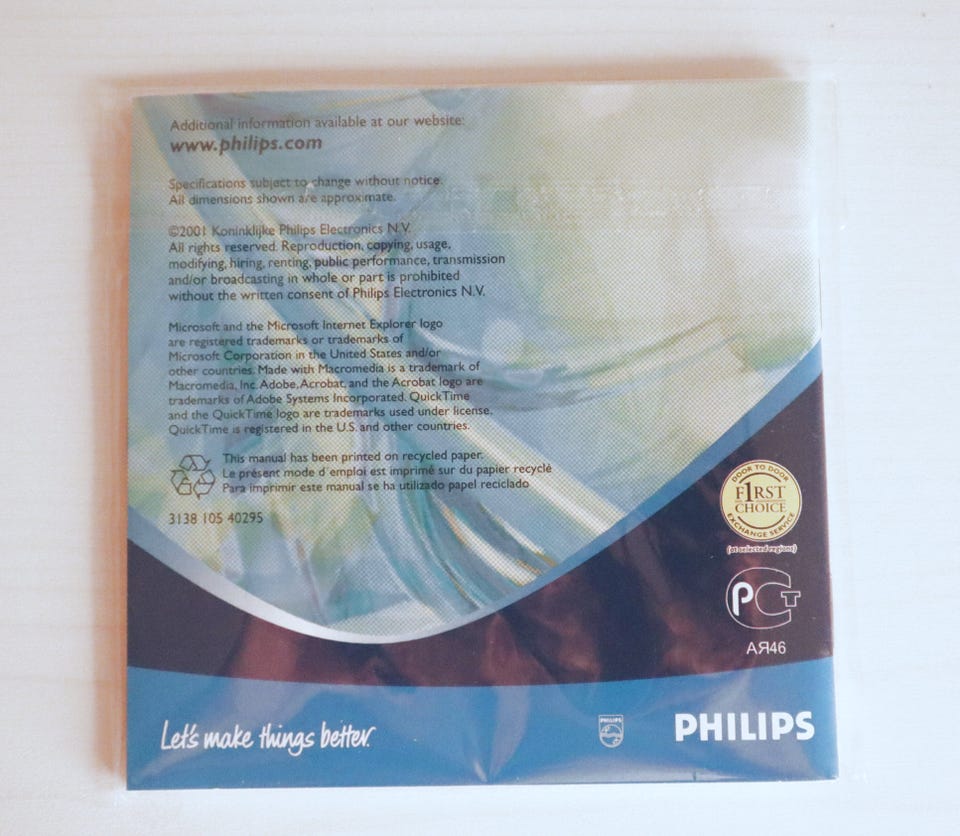 Additional information available at our website:
www.philips.com
Specifications subject to change without notice.
All dimensions shown are approximate.
©2001 Koninklijke Philips Electronics N.V.
All rights reserved. Reproduction, copying, usage,
modifying, hiring, renting, public performance, transmission
and/or broadcasting in whole or part is prohibited
without the written consent of Philips Electronics N.V.
Microsoft and the Microsoft Internet Explorer logo
are registered trademarks or trademarks of
Microsoft Corporation in the United States and/or
other countries. Made with Macromedia is a trademark of
Macromedia, Inc. Adobe, Acrobat, and the Acrobat logo are
trademarks of Adobe Systems Incorporated. QuickTime
and the QuickTime logo are trademarks used under license.
QuickTime is registered in the U.S. and other countries.
This manual has been printed on recycled paper.
Le présent mode d´emploi est imprimé sur du papier recyclé
Para imprimir este manual se ha utilizado papel reciclado
3138 105 40295
DOOR TO DOOR
F1RST
CHOICE
EXCHANGE SERVICE
(at selected regions)
РСТ
АЯ46
Let's make things better.
PHILIPS
PHILIPS